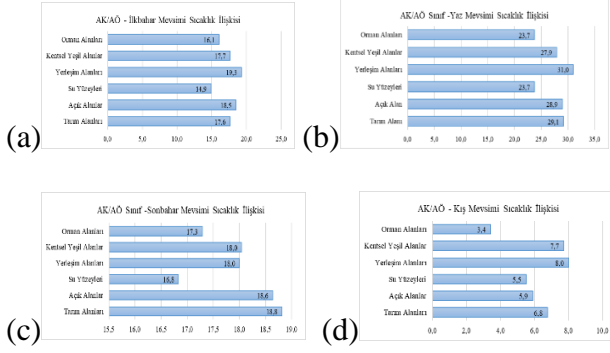 AK/AÖ - İlkbahar Mevsimi Sıcaklık İlişkisi
Orman Alanları 16,1
Kentsel Yeşil Alanlar 17,7
Yerleşim Alanları 19,3
Su Yüzeyleri 14,9
Açık Alanlar 18,5
Tarım Alanları 17,6
0,0 5,0 10,0 15,0 20,0 25,0
(a)
AK/AÖ Sınıf -Yaz Mevsimi Sıcaklık İlişkisi
Orman Alanları 23,7
Kentsel Yeşil Alanlar 27,9
Yerleşim Alanları 31,0
Su Yüzeyleri 23,7
Açık Alan 28,9
Tarım Alanı 29,1
0,0 5,0 10,0 15,0 20,0 25,0 30,0 35,0
(b)
AK/AÖ Sınıf -Sonbahar Mevsimi Sıcaklık İlişkisi
Orman Alanları 17,3
Kentsel Yeşil Alanlar 18,0
Yerleşim Alanları 18,0
Su Yüzeyleri 16,8
Açık Alanlar 18,6
Tarım Alanları 18,8
15,5 16,0 16,5 17,0 17,5 18,0 18,5 19,0
(c)
AK/AÖ - Kış Mevsimi Sıcaklık İlişkisi
Orman Alanları 3,4
Kentsel Yeşil Alanlar 7,7
Yerleşim Alanları 8,0
Su Yüzeyleri 5,5
Açık Alanlar 5,9
Tarım Alanları 6,8
0,0 2,0 4,0 6,0 8,0 10,0
(d)